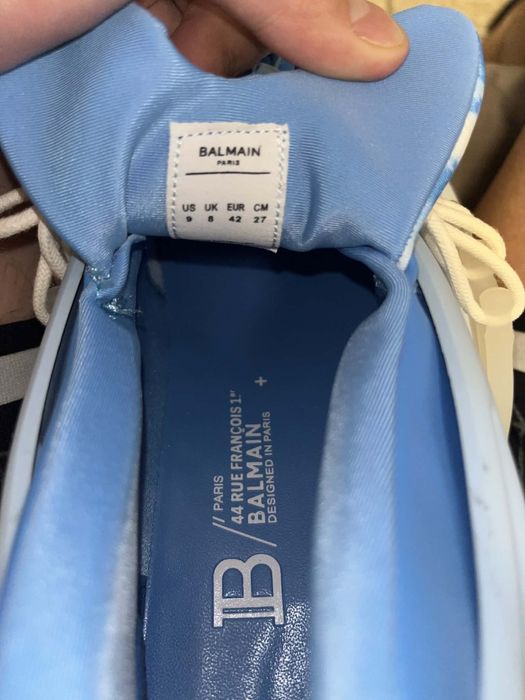 BALMAIN
PARIS
US UK EUR CM
9 8 42 27
B // PARIS
44 RUE FRANÇOIS 1ER
BALMAIN +
DESIGNED IN PARIS